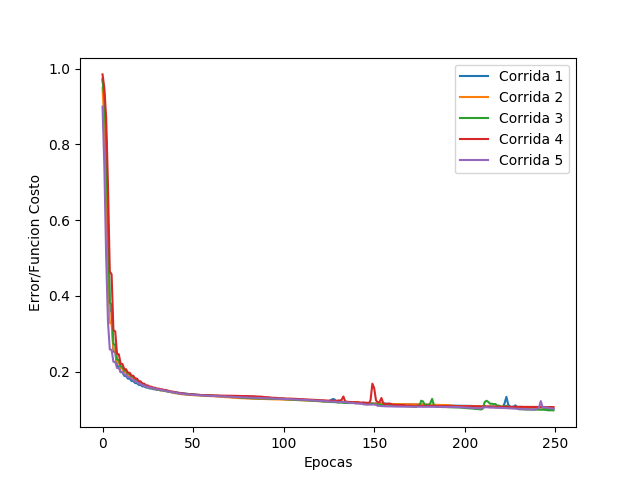 1.0
0.8
0.6
0.4
0.2
Error/Funcion Costo
0
50
100
150
200
250
Epocas
Corrida 1
Corrida 2
Corrida 3
Corrida 4
Corrida 5